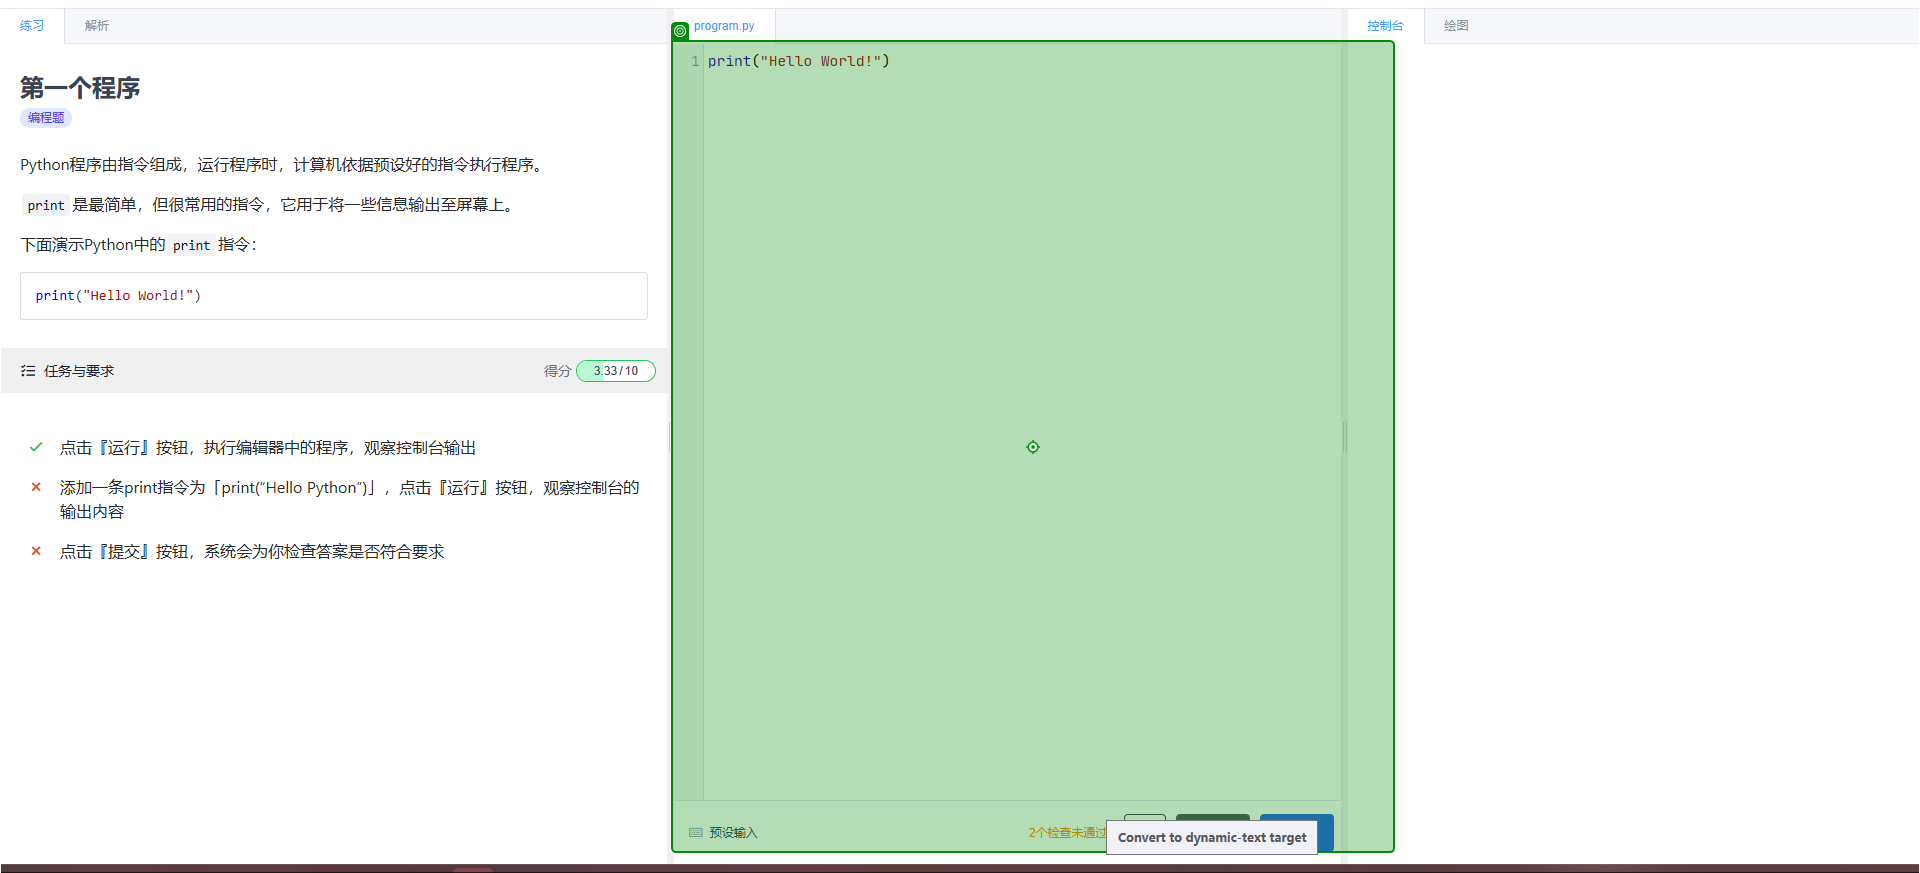 练习 解析
第一个程序
编程题
Python程序由指令组成，运行程序时，计算机依据预设好的指令执行程序。
print 是最简单，但很常用的指令，它用于将一些信息输出至屏幕上。
下面演示Python中的 print 指令：
print("Hello World!")
任务与要求 得分 3.33/10
点击『运行』按钮，执行编辑器中的程序，观察控制台输出
添加一条print指令为「print(“Hello Python”)」，点击『运行』按钮，观察控制台的
输出内容
点击『提交』按钮，系统会为你检查答案是否符合要求
program.py
1 print("Hello World!")
预设输入 2个检查未通过
Convert to dynamic-text target
控制台 绘图